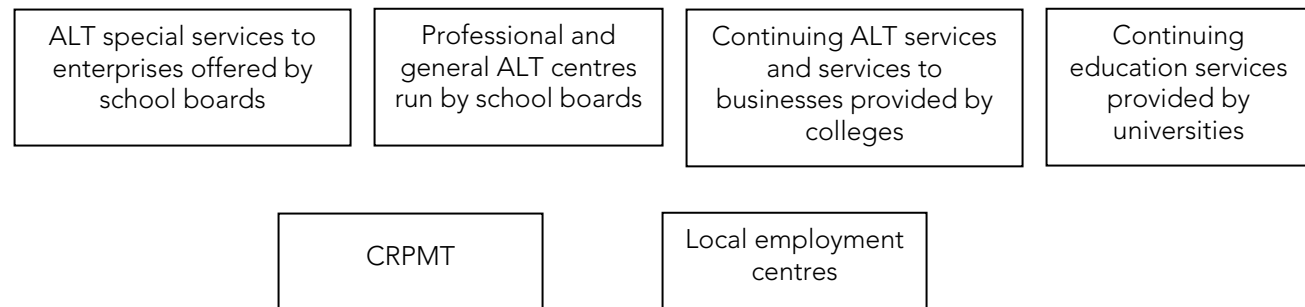 ALT special services to
enterprises offered by
school boards
Professional and
general ALT centres
run by school boards
Continuing ALT services
and services to
businesses provided by
colleges
Continuing
education services
provided by
universities
CRPMT
Local employment
centres